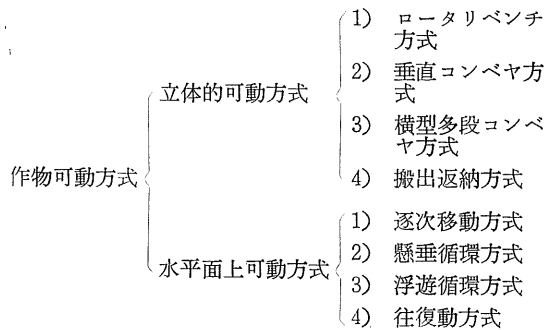 作物可動方式
立体的可動方式
1) ロータリベンチ
方式
2) 垂直コンベヤ方
式
3) 横型多段コンベ
ヤ方式
4) 搬出返納方式
水平面上可動方式
1) 逐次移動方式
2) 懸垂循環方式
3) 浮遊循環方式
4) 往復動方式